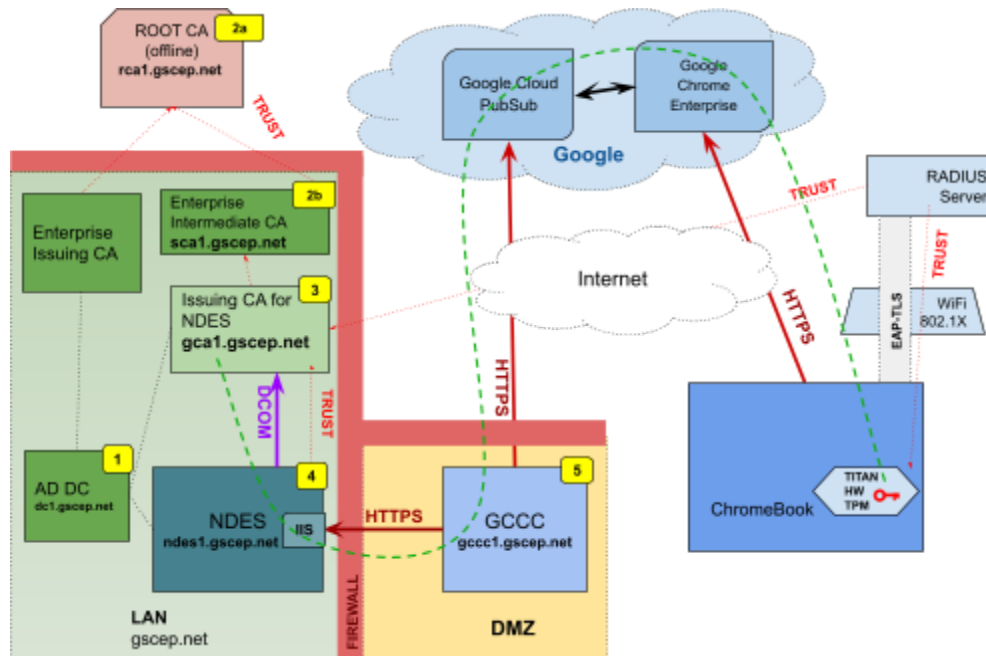 ROOT CA
(offline)
rca1.gscep.net
2a
TRUST
Google Cloud
PubSub
Google
Chrome
Enterprise
Google
RADIUS
Server
TRUST
TRUST
WiFi
802.1X
EAP-TLS
Enterprise
Issuing CA
2b
Enterprise
Intermediate CA
sca1.gscep.net
3
Issuing CA for
NDES
gca1.gscep.net
Internet
HTTPS
HTTPS
DCOM
TRUST
1
AD DC
dc1.gscep.net
4
NDES
ndes1.gscep.net
IIS
HTTPS
5
GCCC
gccc1.gscep.net
ChromeBook
TITAN
HW
TPM
FIREWALL
LAN
gscep.net
DMZ